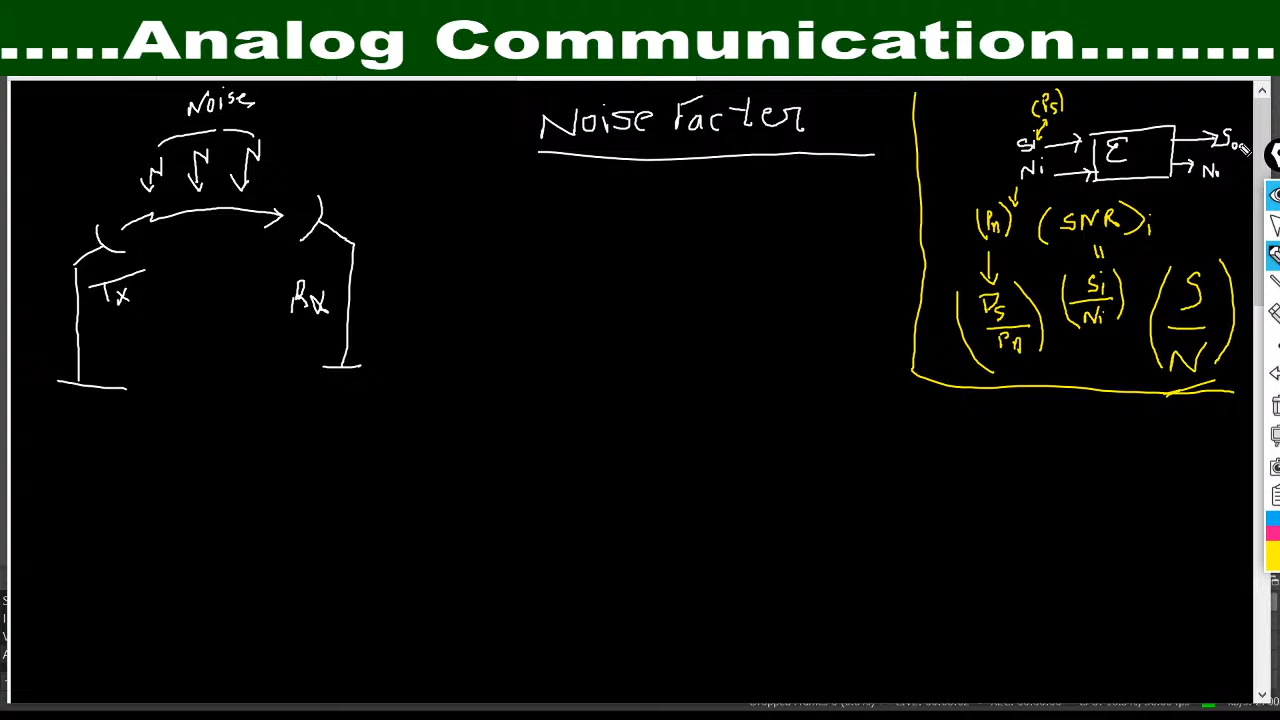 .....Analog Communication........
Noise
Noise Facter
(Ps)
Si
Ni
ε
So
No
N N N
(Pn)
(SNR)i
=
(Ps/Pn)
(Si/Ni)
(S/N)
Tx
Rx